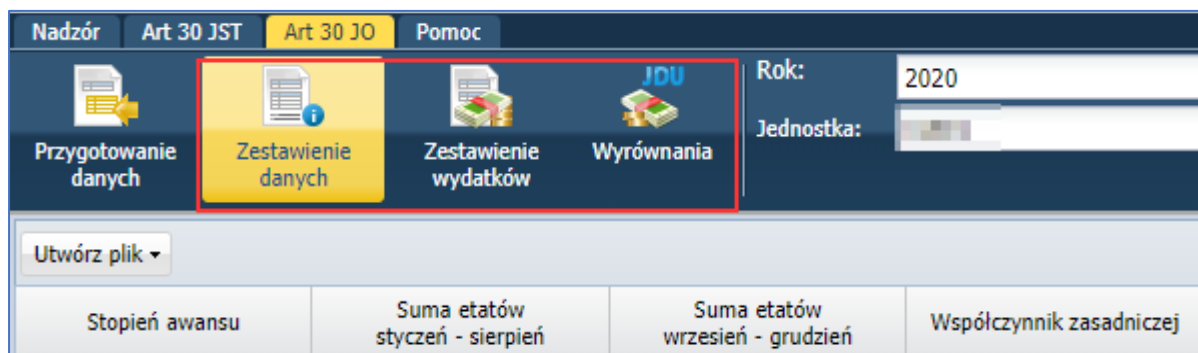 Nadzór Art 30 JST Art 30 JO Pomoc
JDU
Rok: 2020
Jednostka:
Przygotowanie
danych
Zestawienie
danych
Zestawienie
wydatków
Wyrównania
Utwórz plik
Stopień awansu
Suma etatów
styczeń - sierpień
Suma etatów
wrzesień - grudzień
Współczynnik zasadniczej